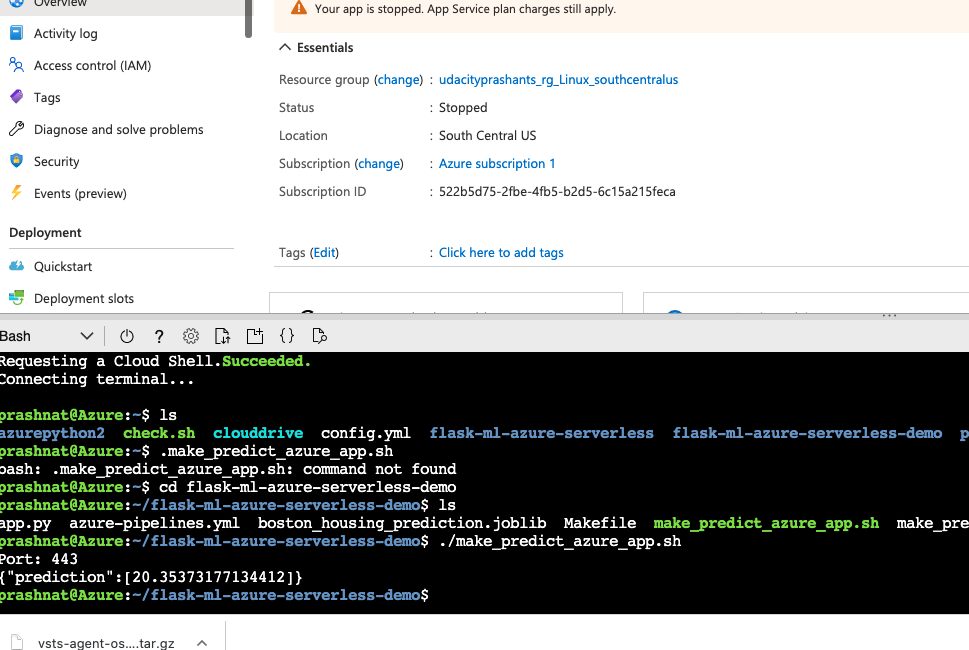 Overview
Activity log
Access control (IAM)
Tags
Diagnose and solve problems
Security
Events (preview)
Deployment
Quickstart
Deployment slots
Your app is stopped. App Service plan charges still apply.
Essentials
Resource group (change) : udacityprashants_rg_Linux_southcentralus
Status : Stopped
Location : South Central US
Subscription (change) : Azure subscription 1
Subscription ID : 522b5d75-2fbe-4fb5-b2d5-6c15a215feca
Tags (Edit) : Click here to add tags
Bash
Requesting a Cloud Shell.Succeeded.
Connecting terminal...
prashnat@Azure:~$ ls
azurepython2 check.sh clouddrive config.yml flask-ml-azure-serverless flask-ml-azure-serverless-demo p
prashnat@Azure:~$ .make_predict_azure_app.sh
bash: .make_predict_azure_app.sh: command not found
prashnat@Azure:~$ cd flask-ml-azure-serverless-demo
prashnat@Azure:~/flask-ml-azure-serverless-demo$ ls
app.py azure-pipelines.yml boston_housing_prediction.joblib Makefile make_predict_azure_app.sh make_pre
prashnat@Azure:~/flask-ml-azure-serverless-demo$ ./make_predict_azure_app.sh
Port: 443
{"prediction":[20.35373177134412]}
prashnat@Azure:~/flask-ml-azure-serverless-demo$
vsts-agent-os....tar.gz